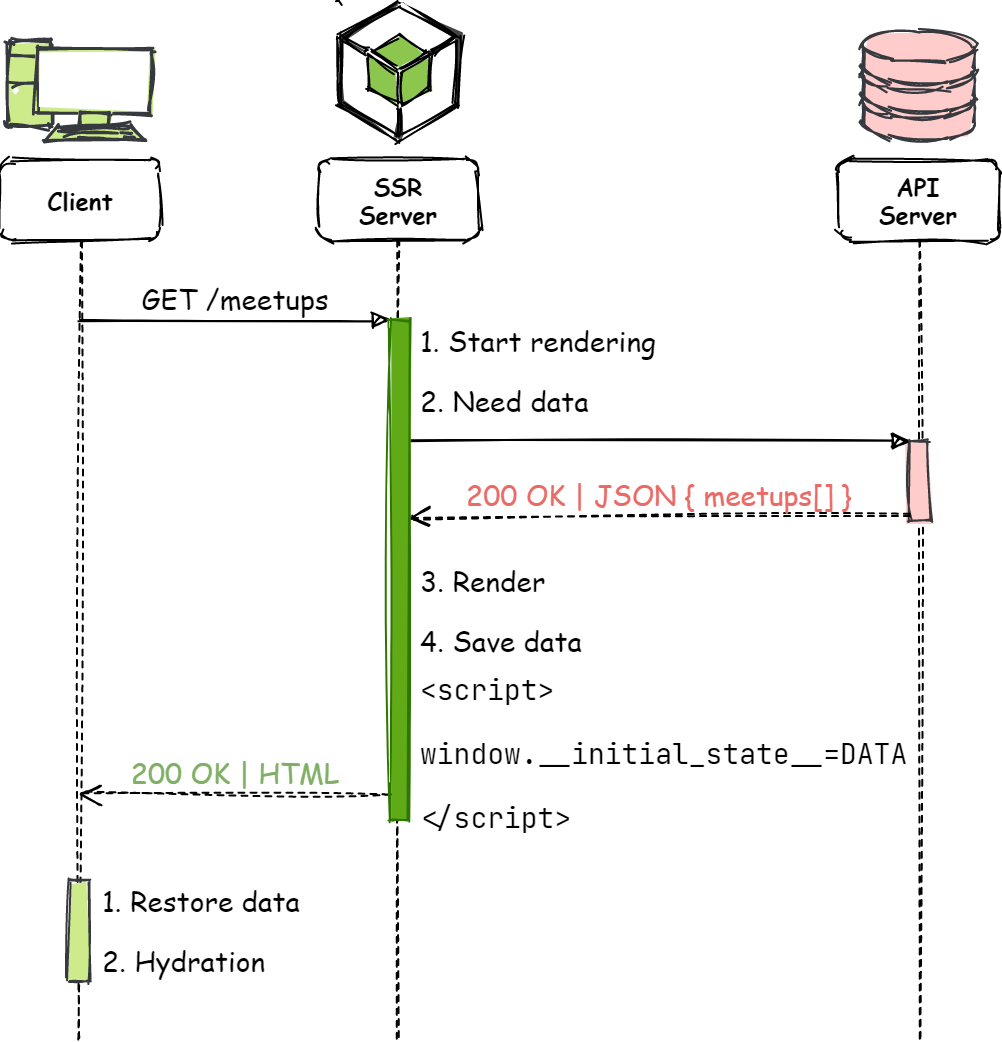 Client
SSR
Server
API
Server
GET /meetups
1. Start rendering
2. Need data
200 OK | JSON { meetups[] }
3. Render
4. Save data
<script>
window.__initial_state__=DATA
200 OK | HTML
</script>
1. Restore data
2. Hydration